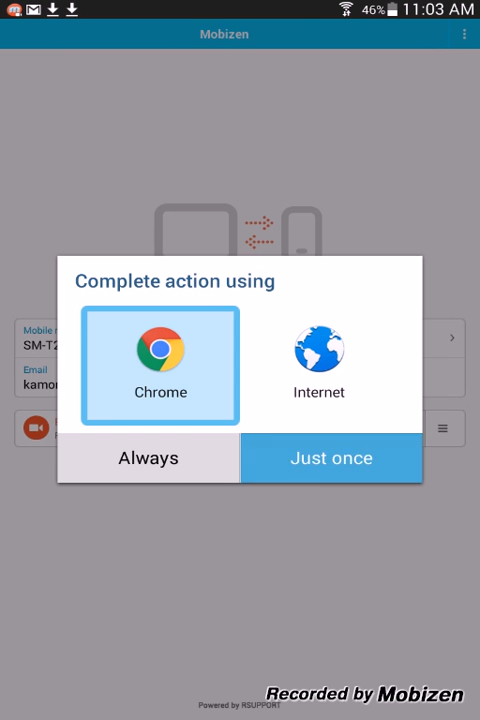 46% 11:03 AM
Mobizen
Complete action using
Mobile
SM-T2
Chrome
Internet
Email
kamo
Always
Just once
Powered by RSUPPORT
Recorded by Mobizen